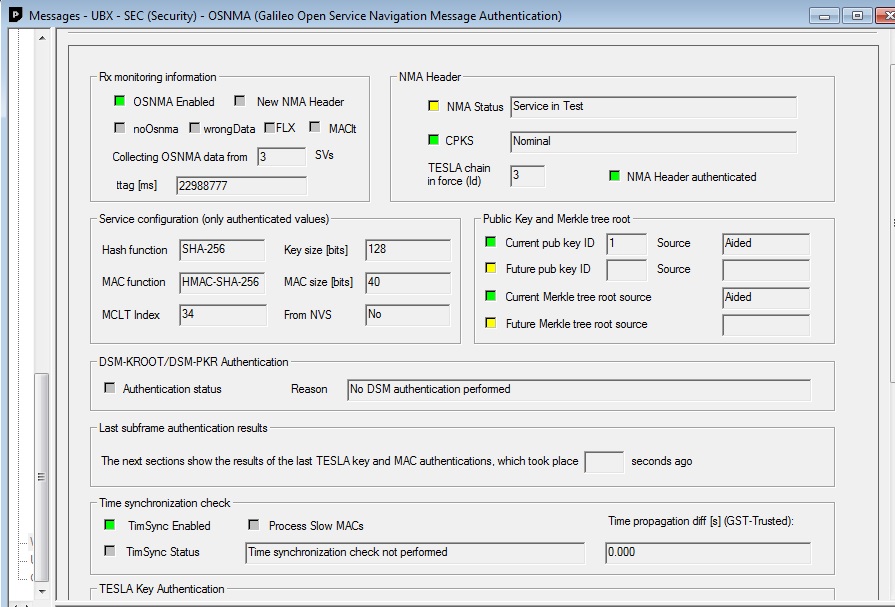 Messages - UBX - SEC (Security) - OSNMA (Galileo Open Service Navigation Message Authentication)
Rx monitoring information
OSNMA Enabled New NMA Header
noOsnma wrongData FLX MAClt
Collecting OSNMA data from 3 SVs
ttag [ms] 22988777
NMA Header
NMA Status Service in Test
CPKS Nominal
TESLA chain
in force (Id) 3 NMA Header authenticated
Service configuration (only authenticated values)
Hash function SHA-256 Key size [bits] 128
MAC function HMAC-SHA-256 MAC size [bits] 40
MCLT Index 34 From NVS No
Public Key and Merkle tree root
Current pub key ID 1 Source Aided
Future pub key ID Source
Current Merkle tree root source Aided
Future Merkle tree root source
DSM-KROOT/DSM-PKR Authentication
Authentication status Reason No DSM authentication performed
Last subframe authentication results
The next sections show the results of the last TESLA key and MAC authentications, which took place seconds ago
Time synchronization check
TimSync Enabled Process Slow MACs Time propagation diff [s] (GST-Trusted):
TimSync Status Time synchronization check not performed 0.000
TESLA Key Authentication